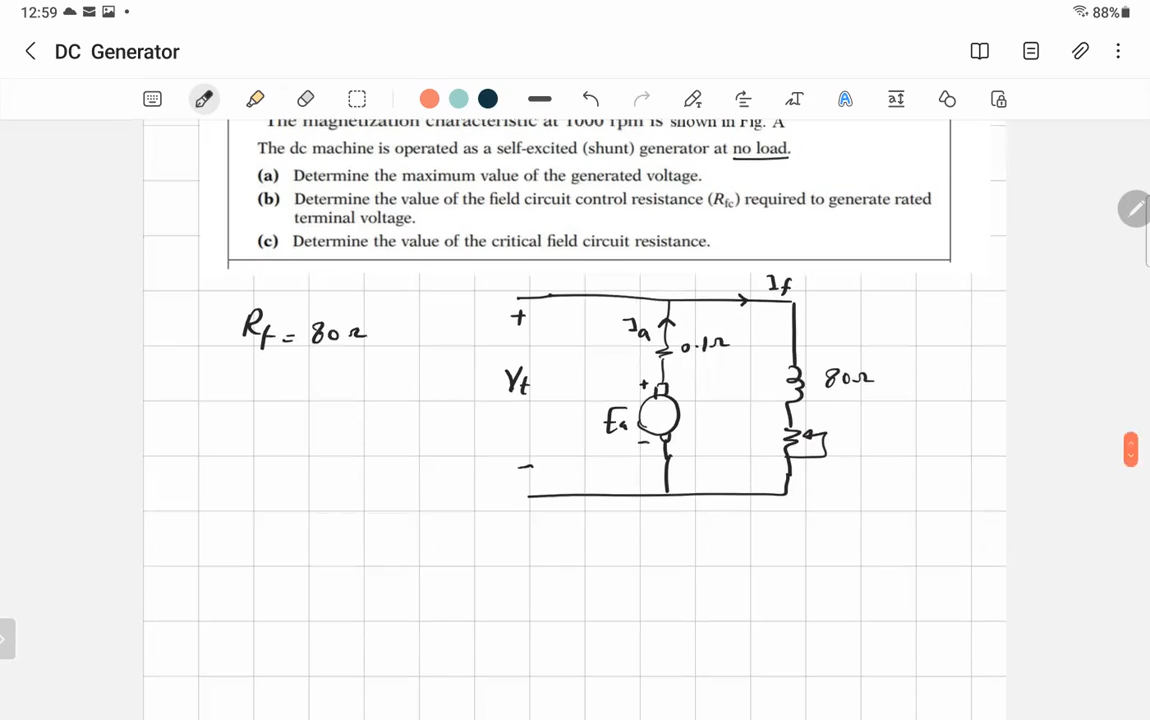 12:59
88%
DC Generator
The magnetization characteristic at 1000 rpm is shown in Fig. A
The dc machine is operated as a self-excited (shunt) generator at no load.
(a) Determine the maximum value of the generated voltage.
(b) Determine the value of the field circuit control resistance (Rfc) required to generate rated
terminal voltage.
(c) Determine the value of the critical field circuit resistance.
If
Rf = 80Ω
+
Ia
0.1Ω
Vt
+
80Ω
Ea
-
-